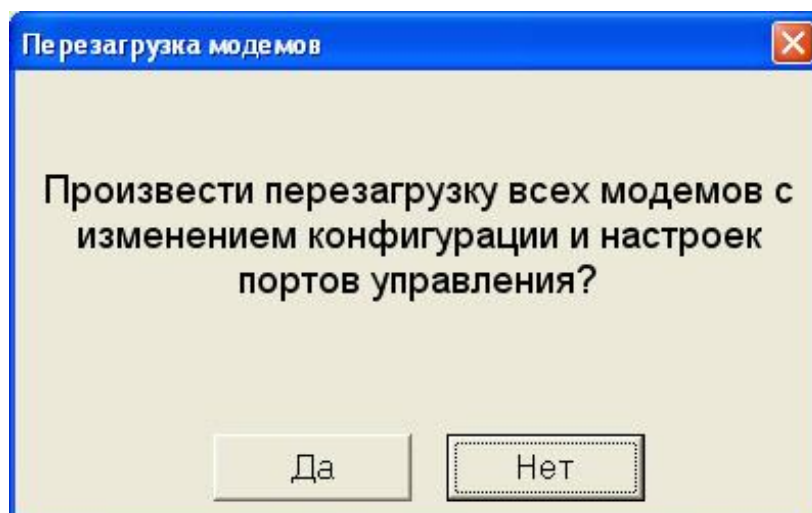 Перезагрузка модемов
Произвести перезагрузку всех модемов с
изменением конфигурации и настроек
портов управления?
Да
Нет